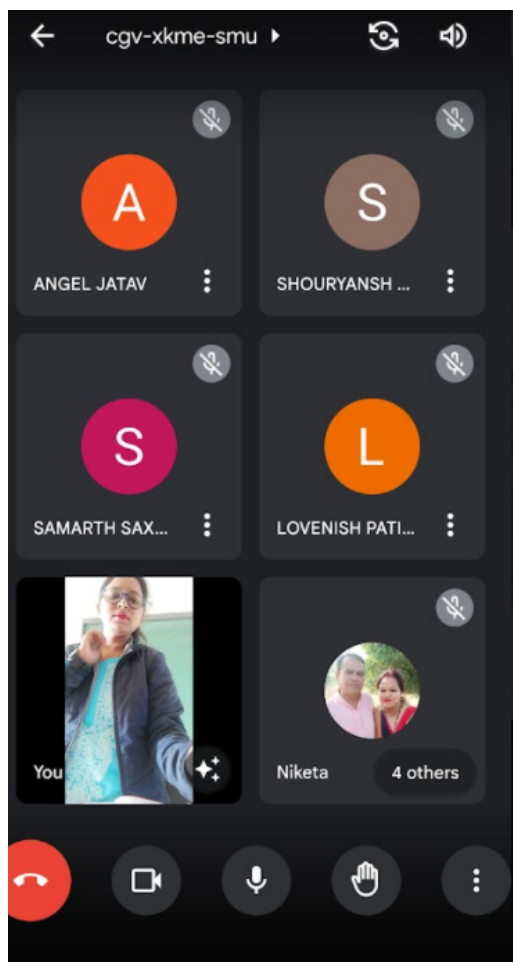 cgv-xkme-smu
A
S
ANGEL JATAV
SHOURYANSH ...
S
L
SAMARTH SAX...
LOVENISH PATI...
You
Niketa
4 others